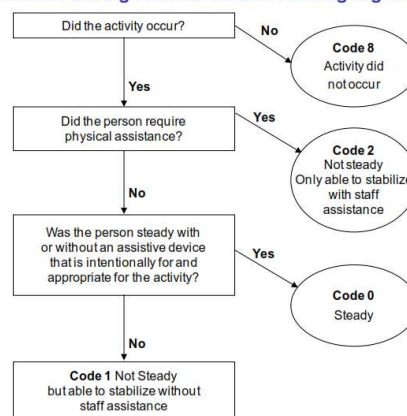 Did the activity occur?
No
Code 8
Activity did
not occur
Yes
Did the person require
physical assistance?
Yes
Code 2
Not steady
Only able to stabilize
with staff
assistance
No
Was the person steady with
or without an assistive device
that is intentionally for and
appropriate for the activity?
Yes
Code 0
Steady
No
Code 1 Not Steady
but able to stabilize without
staff assistance